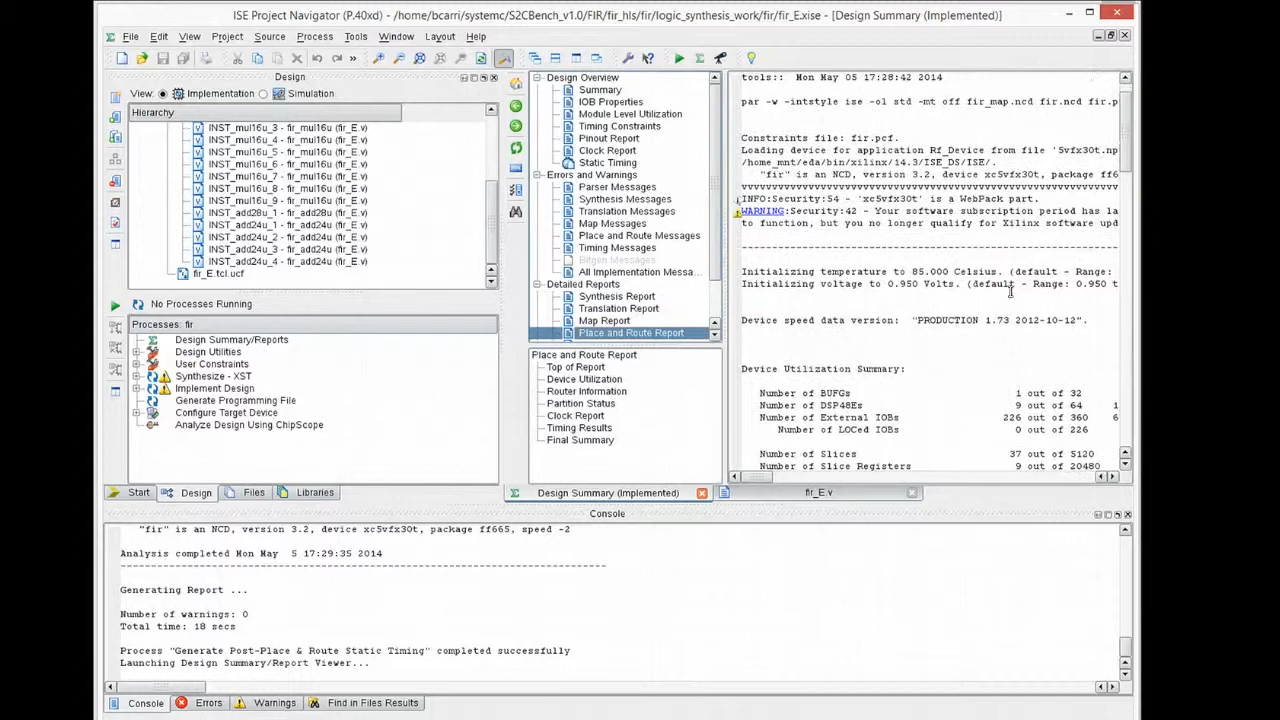 ISE Project Navigator (P.40xd) - /home/bcarri/systemc/S2CBench_v1.0/FIR/fir_hls/fir/logic_synthesis_work/fir/fir_E.xise - [Design Summary (Implemented)]
File Edit View Project Source Process Tools Window Layout Help
Design
View: Implementation Simulation
Hierarchy
INST_mul16u_3 - fir_mul16u (fir_E.v)
INST_mul16u_4 - fir_mul16u (fir_E.v)
INST_mul16u_5 - fir_mul16u (fir_E.v)
INST_mul16u_6 - fir_mul16u (fir_E.v)
INST_mul16u_7 - fir_mul16u (fir_E.v)
INST_mul16u_8 - fir_mul16u (fir_E.v)
INST_mul16u_9 - fir_mul16u (fir_E.v)
INST_add28u_1 - fir_add28u (fir_E.v)
INST_add24u_1 - fir_add24u (fir_E.v)
INST_add24u_2 - fir_add24u (fir_E.v)
INST_add24u_3 - fir_add24u (fir_E.v)
INST_add24u_4 - fir_add24u (fir_E.v)
fir_E.tcl.ucf
No Processes Running
Processes: fir
Design Summary/Reports
Design Utilities
User Constraints
Synthesize - XST
Implement Design
Generate Programming File
Configure Target Device
Analyze Design Using ChipScope
Start Design Files Libraries
Design Overview
Summary
IOB Properties
Module Level Utilization
Timing Constraints
Pinout Report
Clock Report
Static Timing
Errors and Warnings
Parser Messages
Synthesis Messages
Translation Messages
Map Messages
Place and Route Messages
Timing Messages
Bitgen Messages
All Implementation Messa...
Detailed Reports
Synthesis Report
Translation Report
Map Report
Place and Route Report
Place and Route Report
Top of Report
Device Utilization
Router Information
Partition Status
Clock Report
Timing Results
Final Summary
tools:: Mon May 05 17:28:42 2014
par -w -intstyle ise -ol std -mt off fir_map.ncd fir.ncd fir.p
Constraints file: fir.pcf.
Loading device for application Rf_Device from file '5vfx30t.np
/home_mnt/eda/bin/xilinx/14.3/ISE_DS/ISE/.
"fir" is an NCD, version 3.2, device xc5vfx30t, package ff6
INFO:Security:54 - 'xc5vfx30t' is a WebPack part.
WARNING:Security:42 - Your software subscription period has la
to function, but you no longer qualify for Xilinx software upd
Initializing temperature to 85.000 Celsius. (default - Range:
Initializing voltage to 0.950 Volts. (default - Range: 0.950 t
Device speed data version: "PRODUCTION 1.73 2012-10-12".
Device Utilization Summary:
Number of BUFGs 1 out of 32
Number of DSP48Es 9 out of 64 1
Number of External IOBs 226 out of 360 6
Number of LOCed IOBs 0 out of 226
Number of Slices 37 out of 5120
Number of Slice Registers 9 out of 20480
Design Summary (Implemented) fir_E.v
Console
"fir" is an NCD, version 3.2, device xc5vfx30t, package ff665, speed -2
Analysis completed Mon May 5 17:29:35 2014
Generating Report ...
Number of warnings: 0
Total time: 18 secs
Process "Generate Post-Place & Route Static Timing" completed successfully
Launching Design Summary/Report Viewer...
Console Errors Warnings Find in Files Results